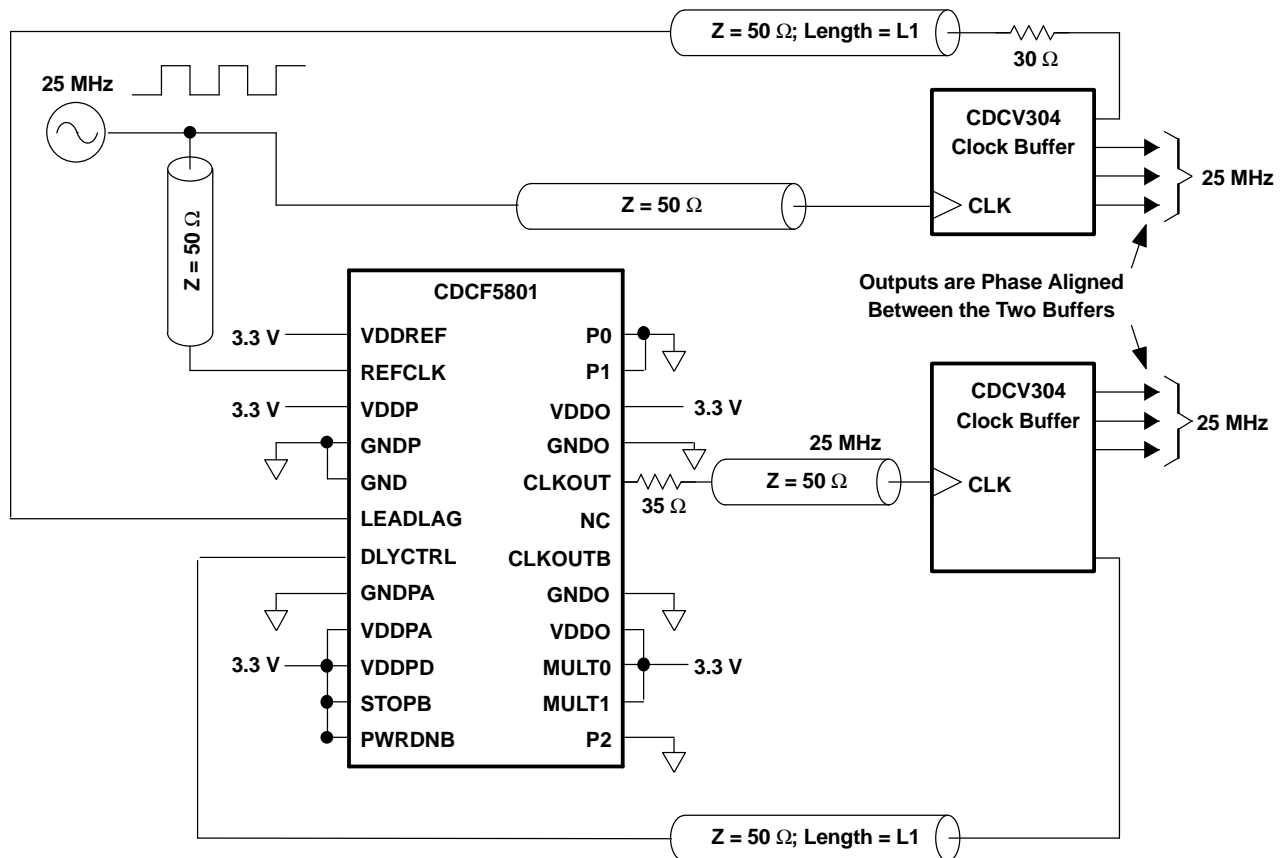 Z = 50 Ω; Length = L1
30 Ω
25 MHz
CDCV304
Clock Buffer
CLK
25 MHz
Z = 50 Ω
Z = 50 Ω
Outputs are Phase Aligned
Between the Two Buffers
CDCF5801
3.3 V
VDDREF
REFCLK
3.3 V
VDDP
GNDP
GND
LEADLAG
DLYCTRL
GNDPA
VDDPA
3.3 V
VDDPD
STOPB
PWRDNB
P0
P1
VDDO
3.3 V
GNDO
CLKOUT
NC
CLKOUTB
GNDO
VDDO
MULT0
3.3 V
MULT1
P2
35 Ω
25 MHz
Z = 50 Ω
CDCV304
Clock Buffer
CLK
25 MHz
Z = 50 Ω; Length = L1